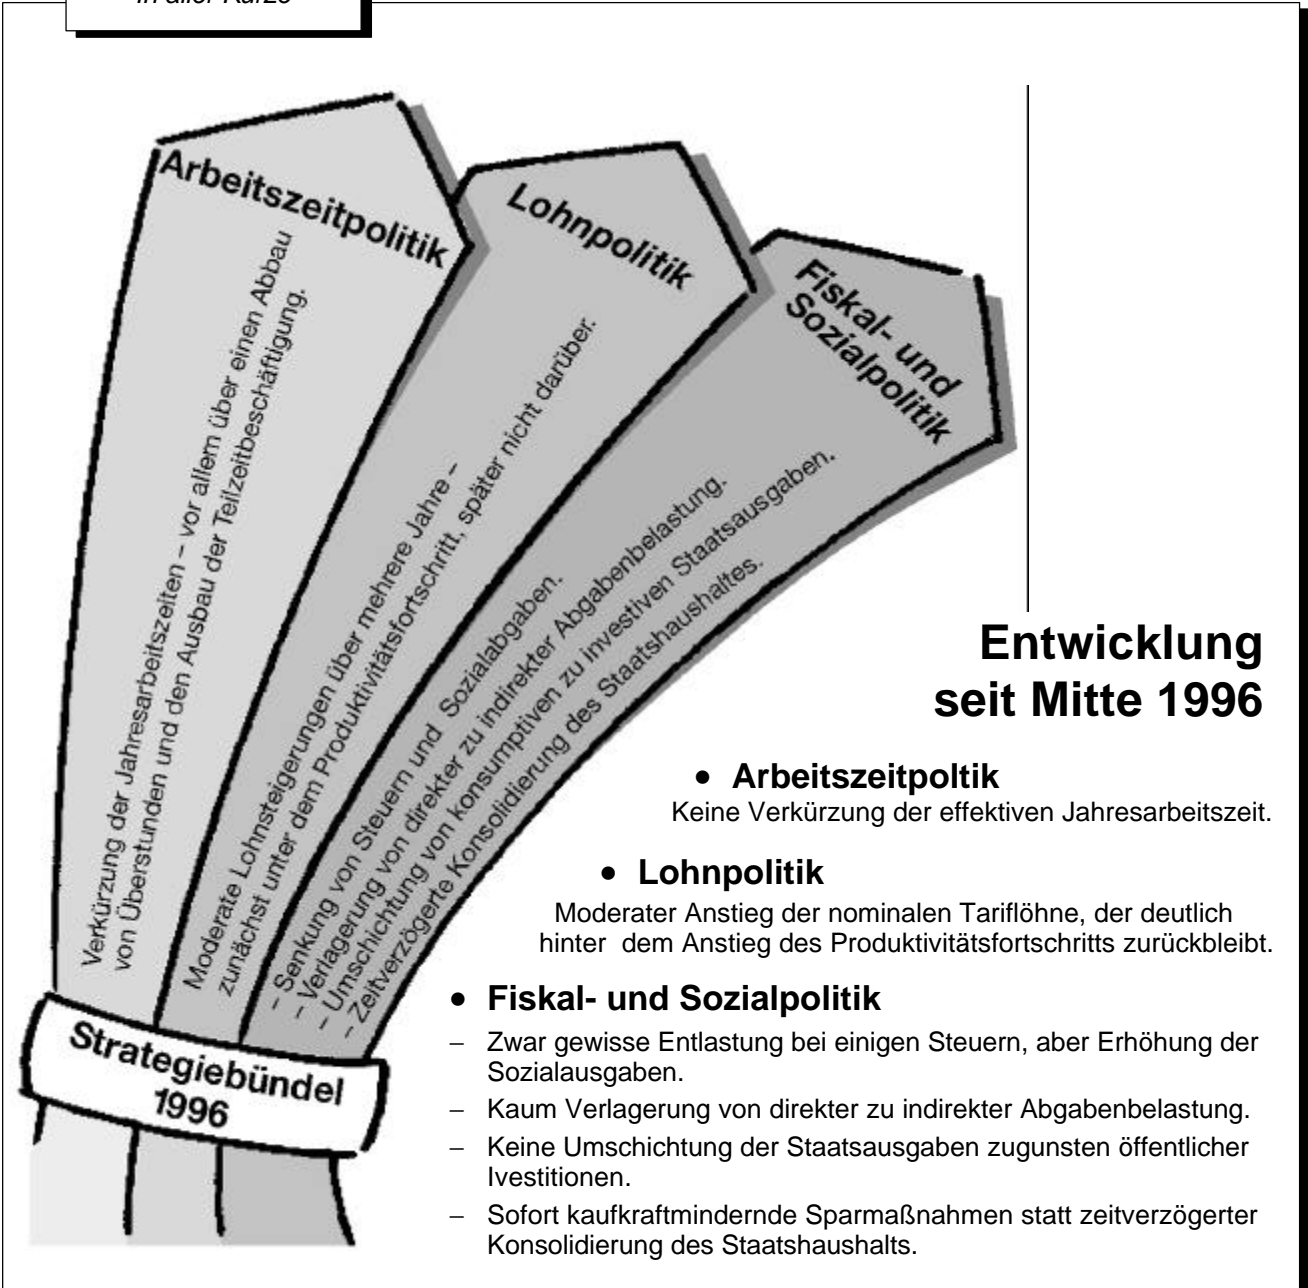 In aller Kürze
Arbeitszeitpolitik
Verkürzung der Jahresarbeitszeiten – vor allem über einen Abbau
von Überstunden und den Ausbau der Teilzeitbeschäftigung.
Lohnpolitik
Moderate Lohnsteigerungen über mehrere Jahre –
zunächst unter dem Produktivitätsfortschritt, später nicht darüber.
Fiskal- und
Sozialpolitik
– Senkung von Steuern und Sozialabgaben.
– Verlagerung von direkter zu indirekter Abgabenbelastung.
– Umschichtung von konsumptiven zu investiven Staatsausgaben.
– Zeitverzögerte Konsolidierung des Staatshaushaltes.
Strategiebündel
1996
Entwicklung
seit Mitte 1996
• Arbeitszeitpoltik
Keine Verkürzung der effektiven Jahresarbeitszeit.
• Lohnpolitik
Moderater Anstieg der nominalen Tariflöhne, der deutlich
hinter dem Anstieg des Produktivitätsfortschritts zurückbleibt.
• Fiskal- und Sozialpolitik
– Zwar gewisse Entlastung bei einigen Steuern, aber Erhöhung der
Sozialausgaben.
– Kaum Verlagerung von direkter zu indirekter Abgabenbelastung.
– Keine Umschichtung der Staatsausgaben zugunsten öffentlicher
Ivestitionen.
– Sofort kaufkraftmindernde Sparmaßnahmen statt zeitverzögerter
Konsolidierung des Staatshaushalts.